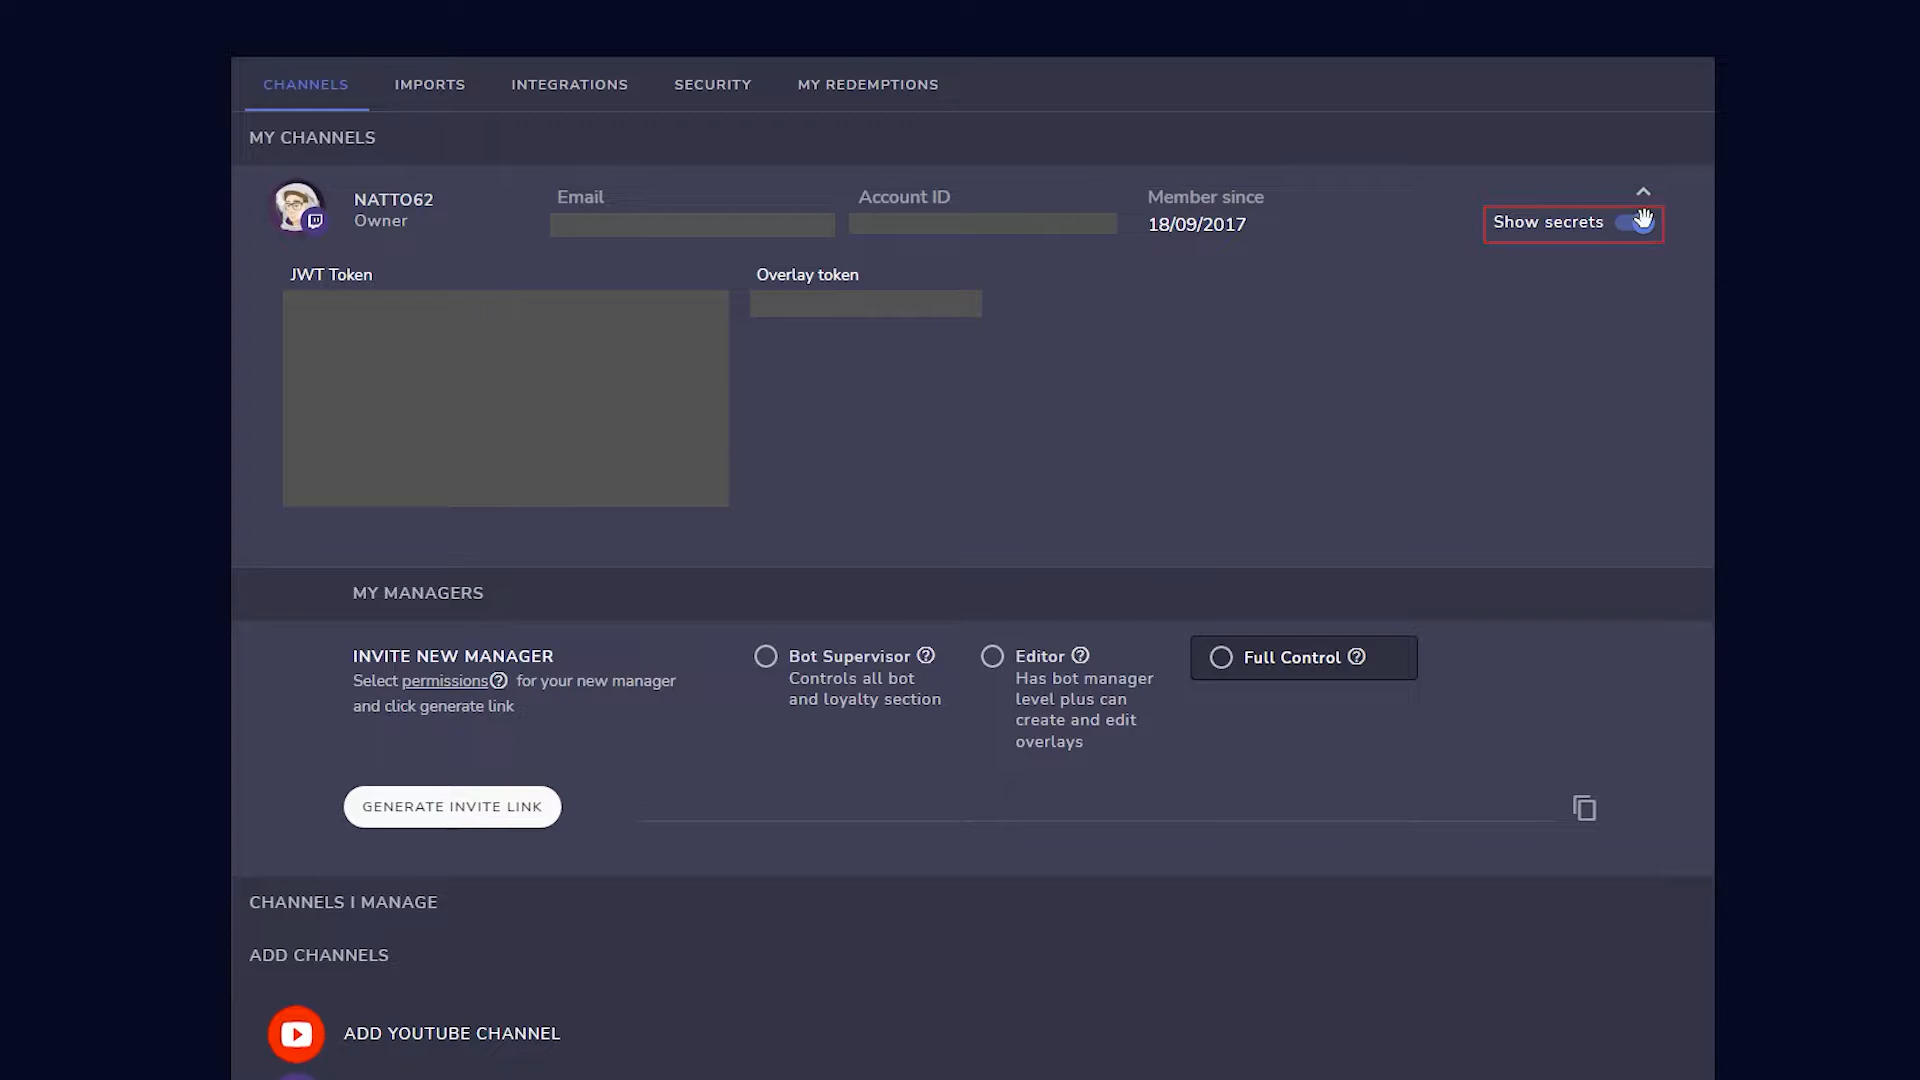 CHANNELS
IMPORTS
INTEGRATIONS
SECURITY
MY REDEMPTIONS
MY CHANNELS
NATTO62
Owner
Email
Account ID
Member since
18/09/2017
Show secrets
JWT Token
Overlay token
MY MANAGERS
INVITE NEW MANAGER
Select permissions? for your new manager
and click generate link
Bot Supervisor ?
Controls all bot
and loyalty section
Editor ?
Has bot manager
level plus can
create and edit
overlays
Full Control ?
GENERATE INVITE LINK
CHANNELS I MANAGE
ADD CHANNELS
ADD YOUTUBE CHANNEL